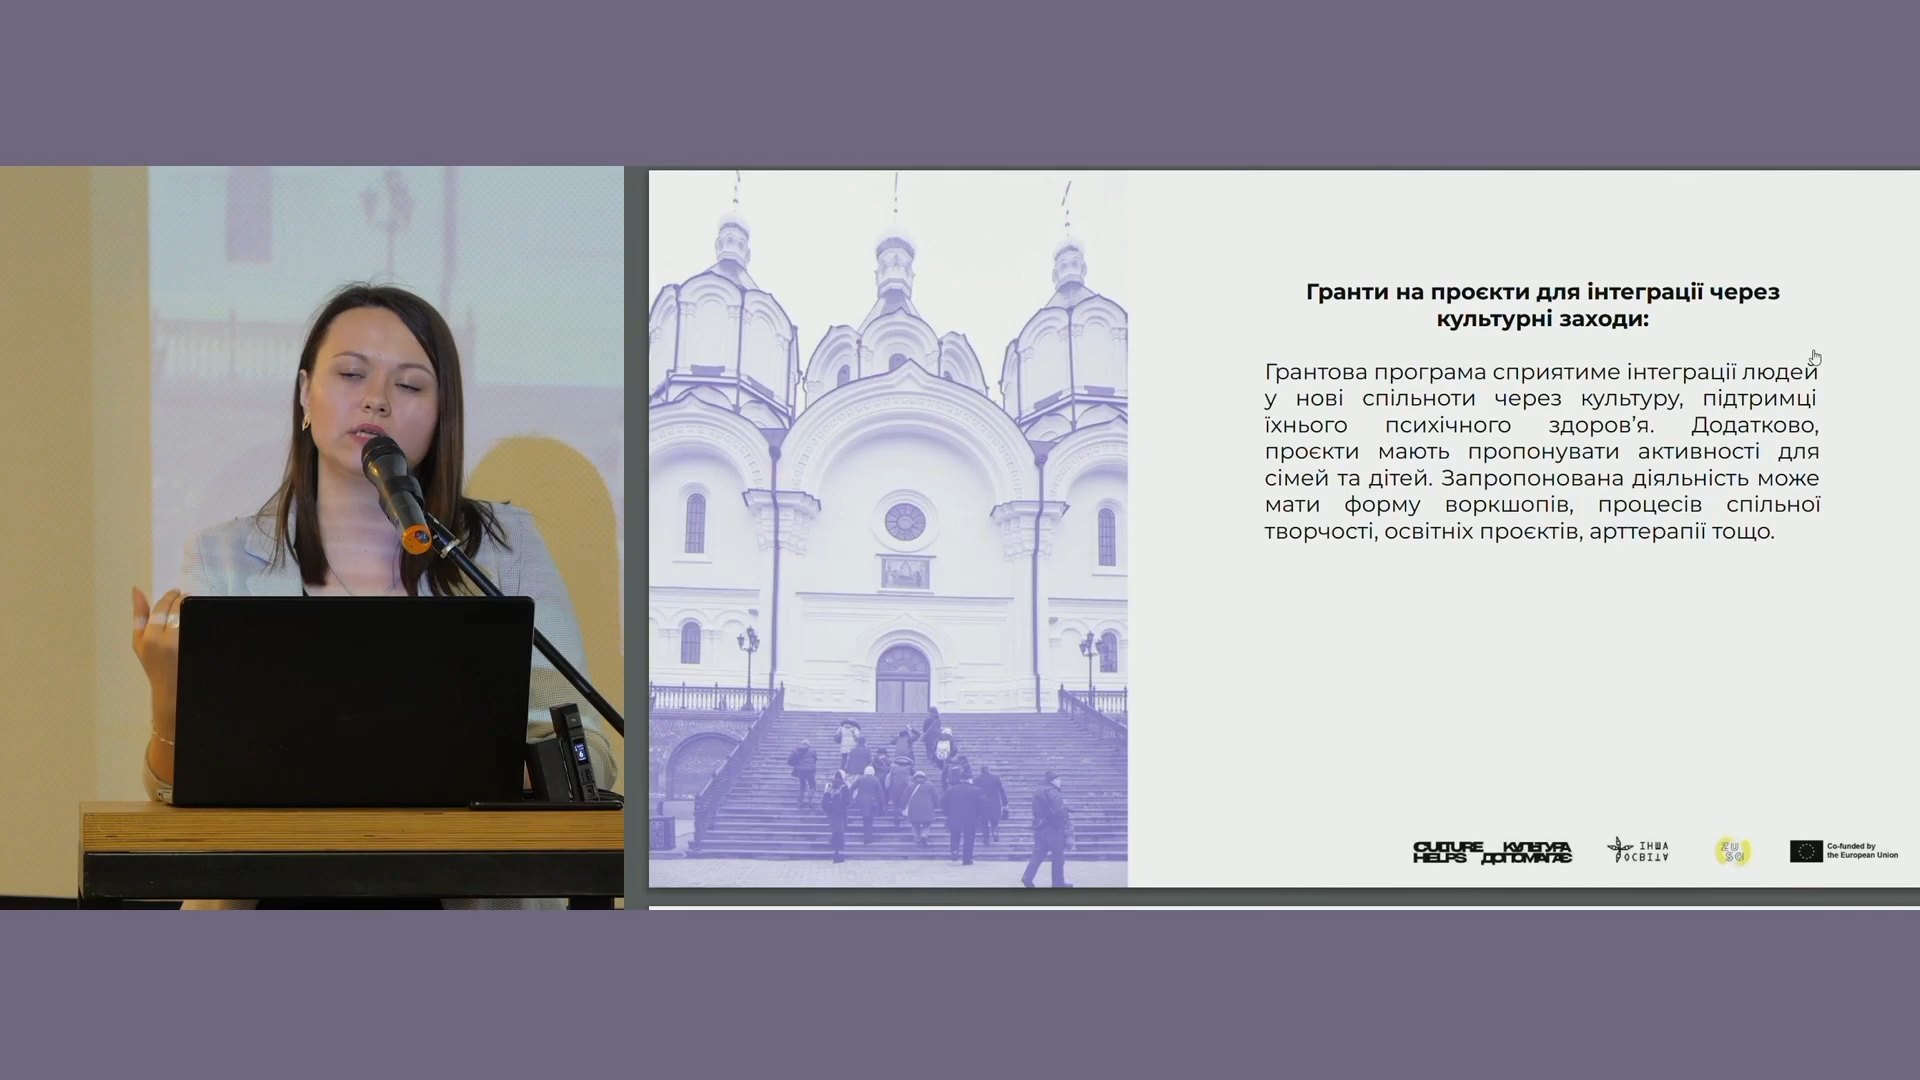 Гранти на проєкти для інтеграції через
культурні заходи:
Грантова програма сприятиме інтеграції людей
у нові спільноти через культуру, підтримці
їхнього психічного здоров’я. Додатково,
проєкти мають пропонувати активності для
сімей та дітей. Запропонована діяльність може
мати форму воркшопів, процесів спільної
творчості, освітніх проєктів, арттерапії тощо.
CULTURE КУЛЬТУРА
HELPS ДОПОМАГАЄ
ІНША
ОСВІТА
ZU
SA
Co-funded by
the European Union